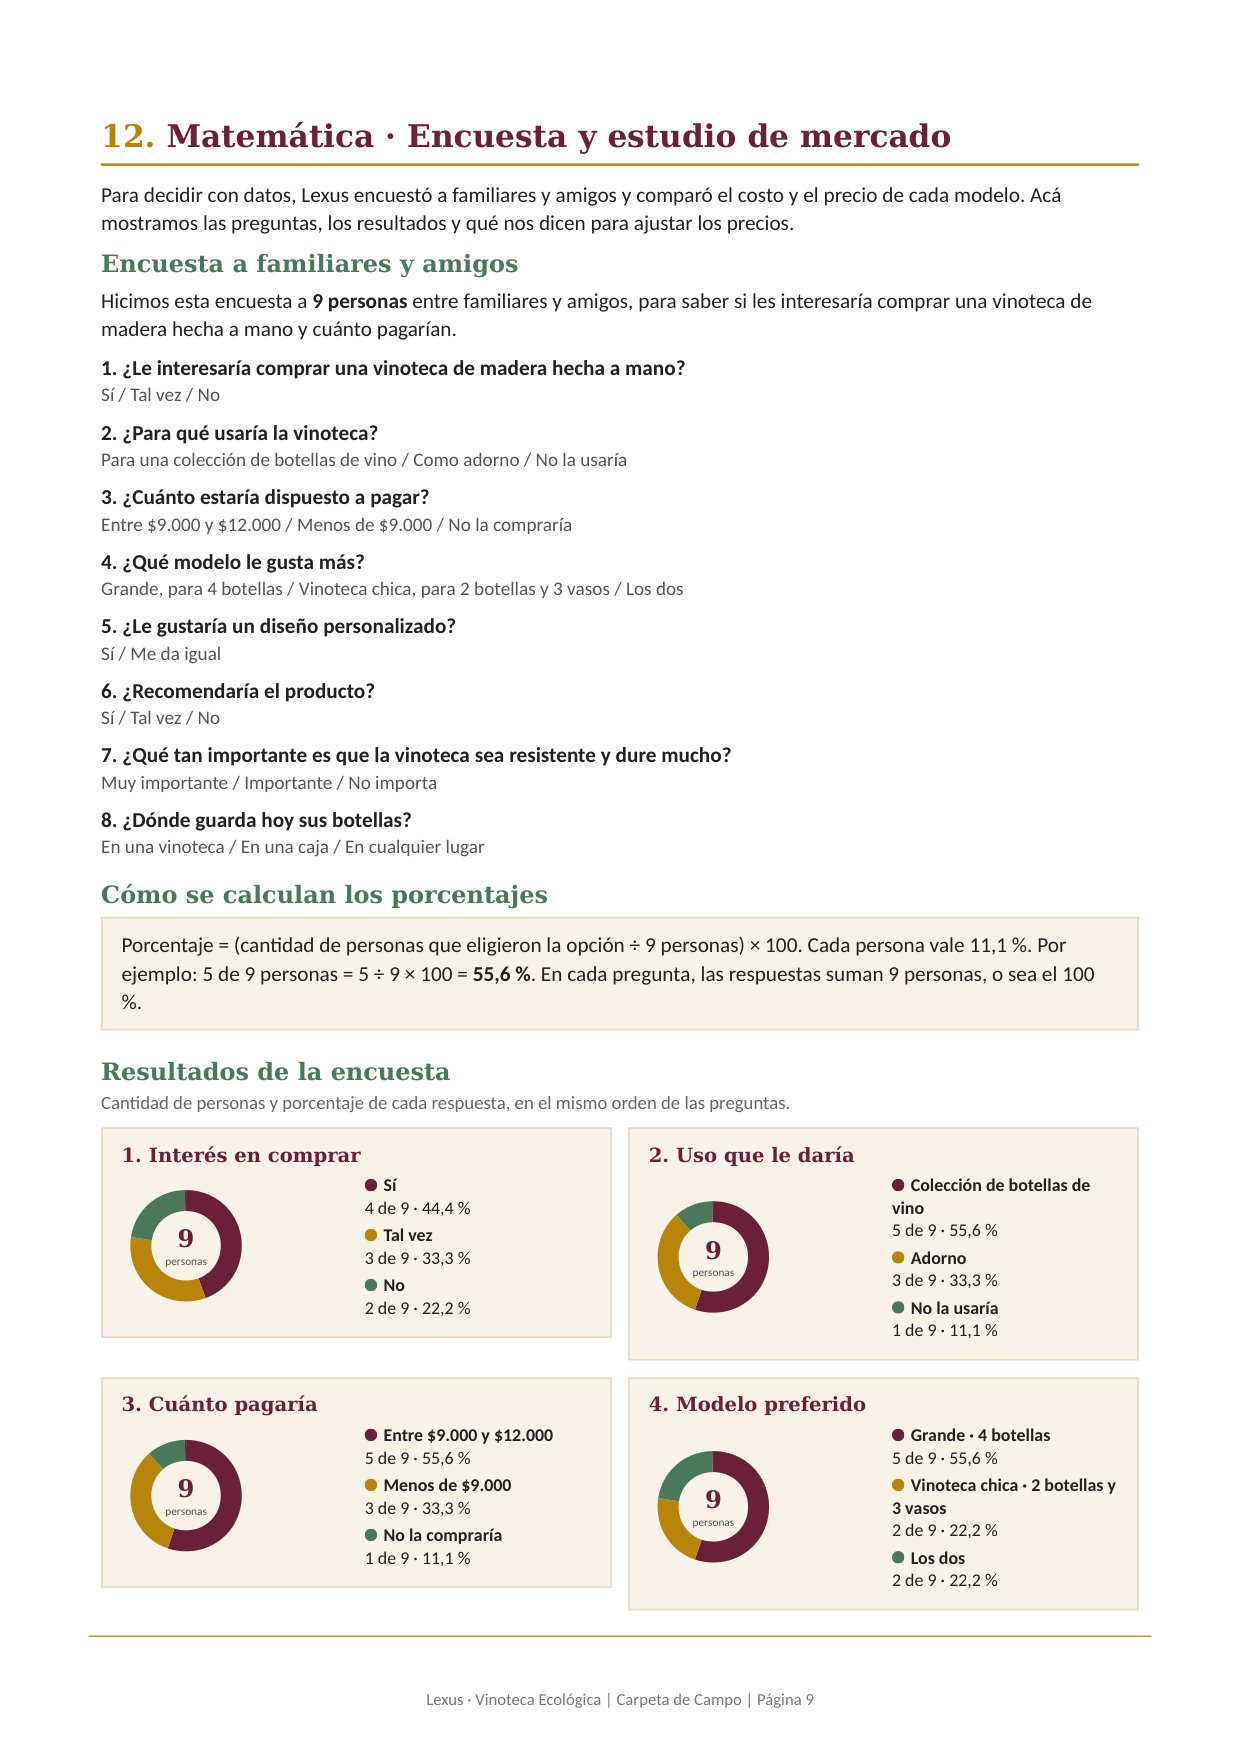 12. Matemática · Encuesta y estudio de mercado
Para decidir con datos, Lexus encuestó a familiares y amigos y comparó el costo y el precio de cada modelo. Acá
mostramos las preguntas, los resultados y qué nos dicen para ajustar los precios.
Encuesta a familiares y amigos
Hicimos esta encuesta a 9 personas entre familiares y amigos, para saber si les interesaría comprar una vinoteca de
madera hecha a mano y cuánto pagarían.
1. ¿Le interesaría comprar una vinoteca de madera hecha a mano?
Sí / Tal vez / No
2. ¿Para qué usaría la vinoteca?
Para una colección de botellas de vino / Como adorno / No la usaría
3. ¿Cuánto estaría dispuesto a pagar?
Entre $9.000 y $12.000 / Menos de $9.000 / No la compraría
4. ¿Qué modelo le gusta más?
Grande, para 4 botellas / Vinoteca chica, para 2 botellas y 3 vasos / Los dos
5. ¿Le gustaría un diseño personalizado?
Sí / Me da igual
6. ¿Recomendaría el producto?
Sí / Tal vez / No
7. ¿Qué tan importante es que la vinoteca sea resistente y dure mucho?
Muy importante / Importante / No importa
8. ¿Dónde guarda hoy sus botellas?
En una vinoteca / En una caja / En cualquier lugar
Cómo se calculan los porcentajes
Porcentaje = (cantidad de personas que eligieron la opción ÷ 9 personas) × 100. Cada persona vale 11,1 %. Por
ejemplo: 5 de 9 personas = 5 ÷ 9 × 100 = 55,6 %. En cada pregunta, las respuestas suman 9 personas, o sea el 100
%.
Resultados de la encuesta
Cantidad de personas y porcentaje de cada respuesta, en el mismo orden de las preguntas.
1. Interés en comprar
9
personas
Sí
4 de 9 · 44,4 %
Tal vez
3 de 9 · 33,3 %
No
2 de 9 · 22,2 %
2. Uso que le daría
9
personas
Colección de botellas de
vino
5 de 9 · 55,6 %
Adorno
3 de 9 · 33,3 %
No la usaría
1 de 9 · 11,1 %
3. Cuánto pagaría
9
personas
Entre $9.000 y $12.000
5 de 9 · 55,6 %
Menos de $9.000
3 de 9 · 33,3 %
No la compraría
1 de 9 · 11,1 %
4. Modelo preferido
9
personas
Grande · 4 botellas
5 de 9 · 55,6 %
Vinoteca chica · 2 botellas y
3 vasos
2 de 9 · 22,2 %
Los dos
2 de 9 · 22,2 %
Lexus · Vinoteca Ecológica | Carpeta de Campo | Página 9